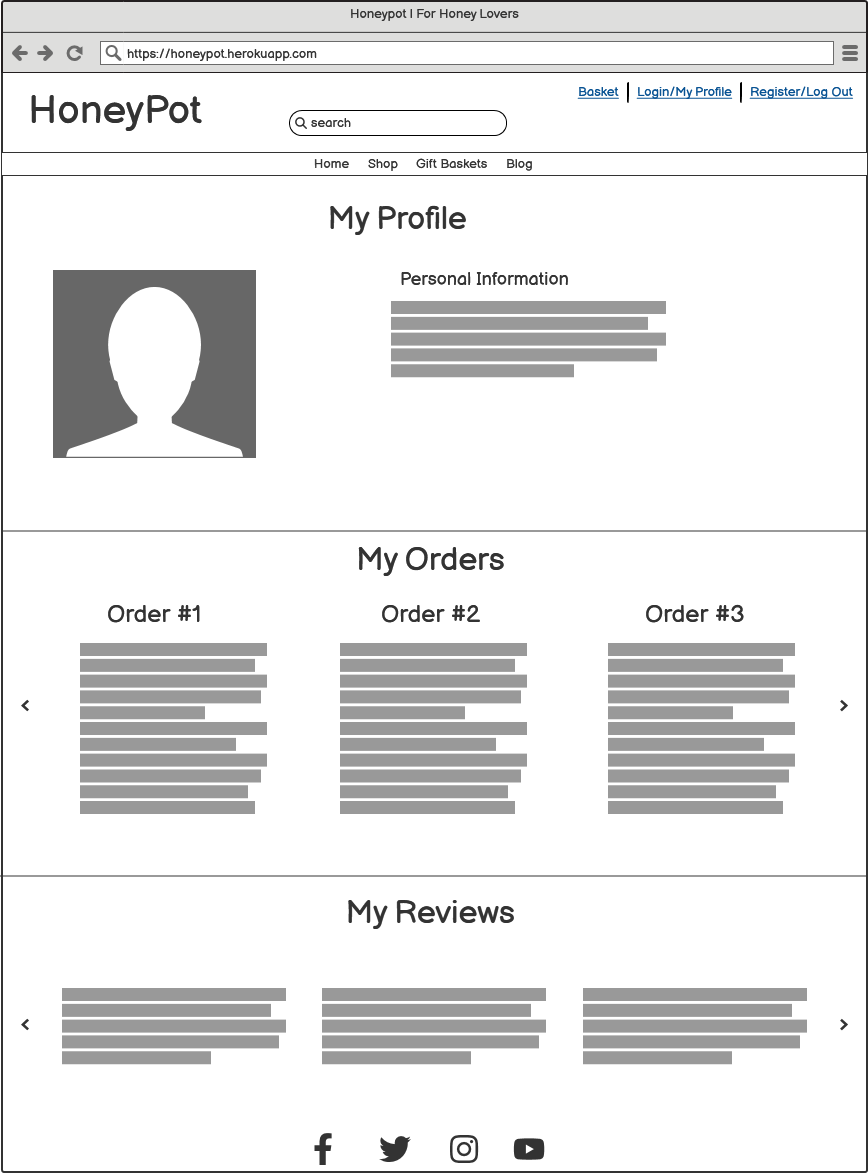 Honeypot | For Honey Lovers
https://honeypot.herokuapp.com
Basket Login/My Profile Register/Log Out
HoneyPot
search
Home Shop Gift Baskets Blog
My Profile
Personal Information
My Orders
Order #1 Order #2 Order #3
My Reviews